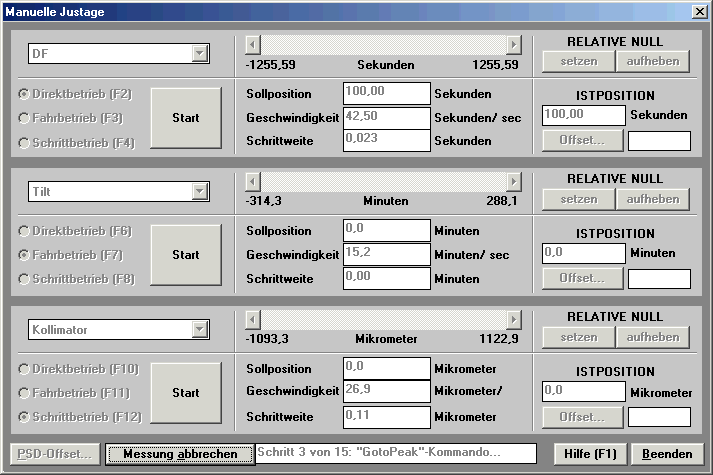 Manuelle Justage
DF
-1255,59 Sekunden 1255,59
RELATIVE NULL
setzen aufheben
Direktbetrieb (F2)
Fahrbetrieb (F3)
Schrittbetrieb (F4)
Start
Sollposition 100,00 Sekunden
Geschwindigkeit 42,50 Sekunden/ sec
Schrittweite 0,023 Sekunden
ISTPOSITION
100,00 Sekunden
Offset...
Tilt
-314,3 Minuten 288,1
RELATIVE NULL
setzen aufheben
Direktbetrieb (F6)
Fahrbetrieb (F7)
Schrittbetrieb (F8)
Start
Sollposition 0,0 Minuten
Geschwindigkeit 15,2 Minuten/ sec
Schrittweite 0,00 Minuten
ISTPOSITION
0,0 Minuten
Offset...
Kollimator
-1093,3 Mikrometer 1122,9
RELATIVE NULL
setzen aufheben
Direktbetrieb (F10)
Fahrbetrieb (F11)
Schrittbetrieb (F12)
Start
Sollposition 0,0 Mikrometer
Geschwindigkeit 26,9 Mikrometer/
Schrittweite 0,11 Mikrometer
ISTPOSITION
0,0 Mikrometer
Offset...
PSD-Offset... Messung abbrechen Schritt 3 von 15: "GotoPeak"-Kommando... Hilfe (F1) Beenden